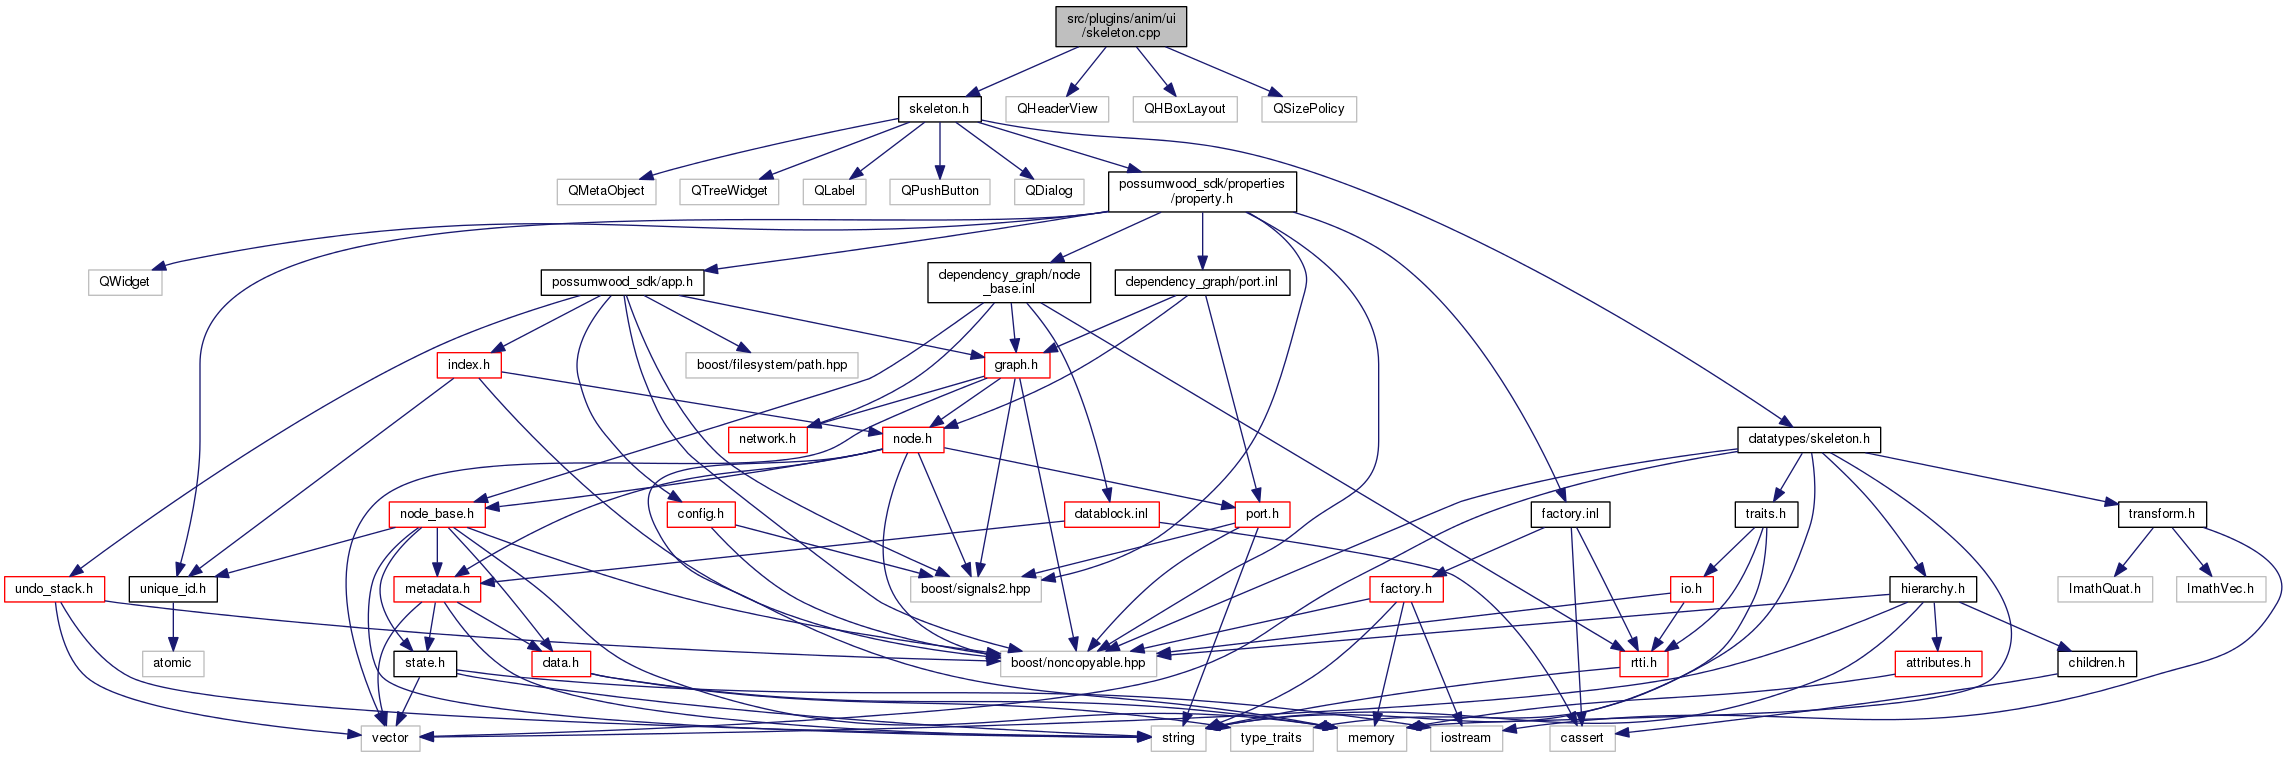 src/plugins/anim/ui
/skeleton.cpp
skeleton.h
QHeaderView
QHBoxLayout
QSizePolicy
QMetaObject
QTreeWidget
QLabel
QPushButton
QDialog
possumwood_sdk/properties
/property.h
QWidget
possumwood_sdk/app.h
dependency_graph/node
_base.inl
dependency_graph/port.inl
index.h
boost/filesystem/path.hpp
graph.h
network.h
node.h
datatypes/skeleton.h
node_base.h
config.h
datablock.inl
port.h
factory.inl
traits.h
transform.h
undo_stack.h
unique_id.h
metadata.h
boost/signals2.hpp
factory.h
io.h
hierarchy.h
ImathQuat.h
ImathVec.h
atomic
state.h
data.h
boost/noncopyable.hpp
rtti.h
attributes.h
children.h
vector
string
type_traits
memory
iostream
cassert